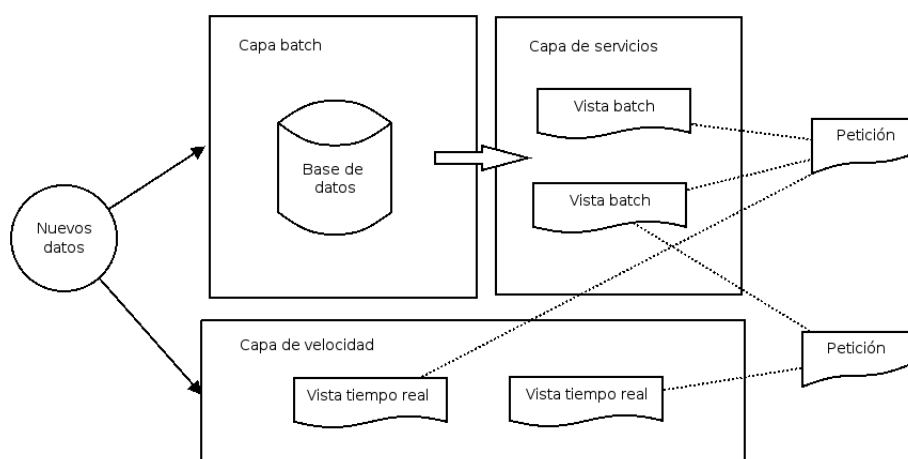 Capa batch
Base de
datos
Capa de servicios
Vista batch
Vista batch
Petición
Nuevos
datos
Capa de velocidad
Vista tiempo real
Vista tiempo real
Petición